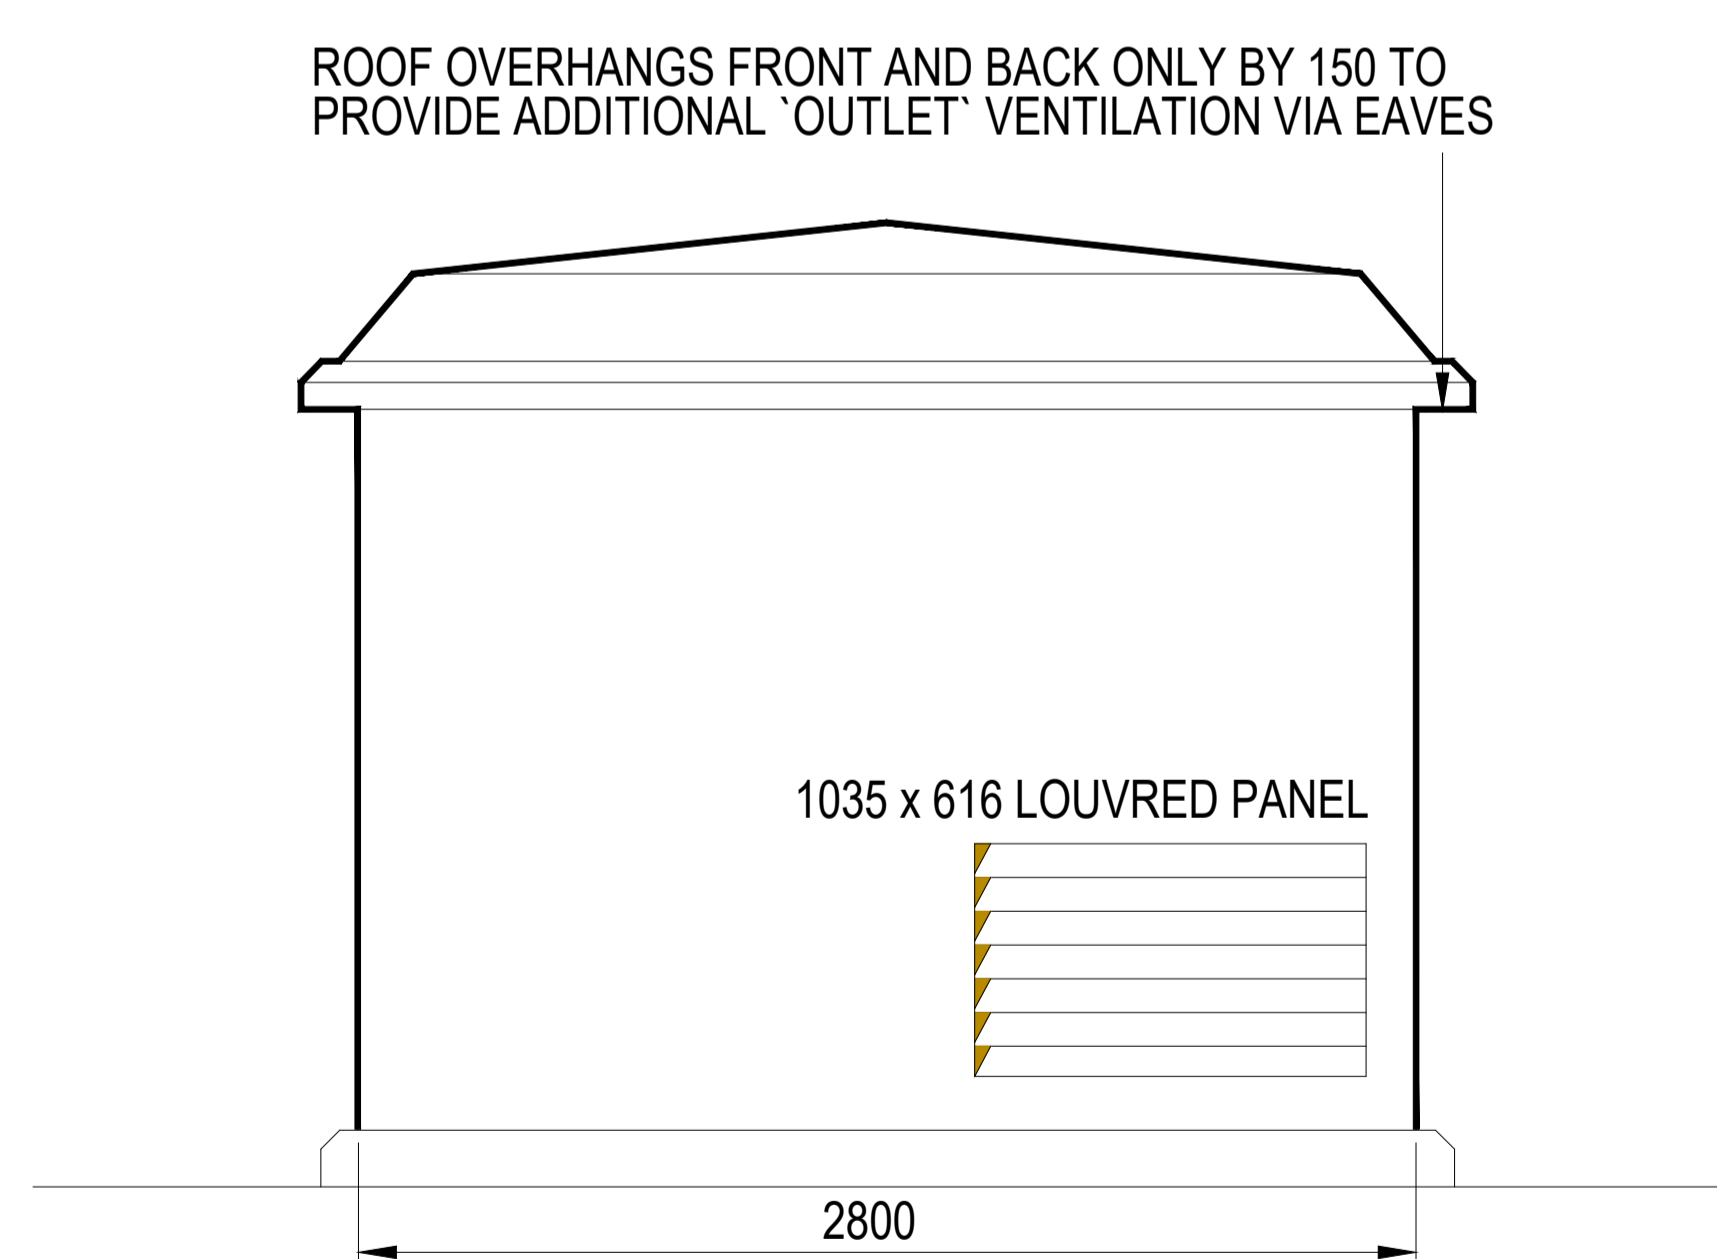 ROOF OVERHANGS FRONT AND BACK ONLY BY 150 TO
PROVIDE ADDITIONAL `OUTLET` VENTILATION VIA EAVES
1035 x 616 LOUVRED PANEL
2800